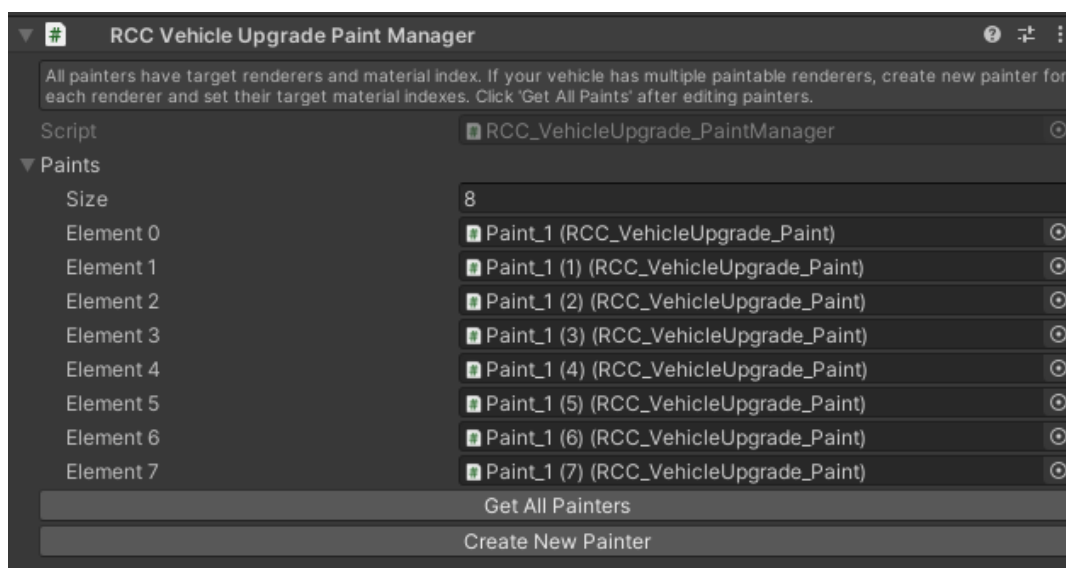 RCC Vehicle Upgrade Paint Manager
All painters have target renderers and material index. If your vehicle has multiple paintable renderers, create new painter for
each renderer and set their target material indexes. Click 'Get All Paints' after editing painters.
Script RCC_VehicleUpgrade_PaintManager
Paints
Size 8
Element 0 Paint_1 (RCC_VehicleUpgrade_Paint)
Element 1 Paint_1 (1) (RCC_VehicleUpgrade_Paint)
Element 2 Paint_1 (2) (RCC_VehicleUpgrade_Paint)
Element 3 Paint_1 (3) (RCC_VehicleUpgrade_Paint)
Element 4 Paint_1 (4) (RCC_VehicleUpgrade_Paint)
Element 5 Paint_1 (5) (RCC_VehicleUpgrade_Paint)
Element 6 Paint_1 (6) (RCC_VehicleUpgrade_Paint)
Element 7 Paint_1 (7) (RCC_VehicleUpgrade_Paint)
Get All Painters
Create New Painter